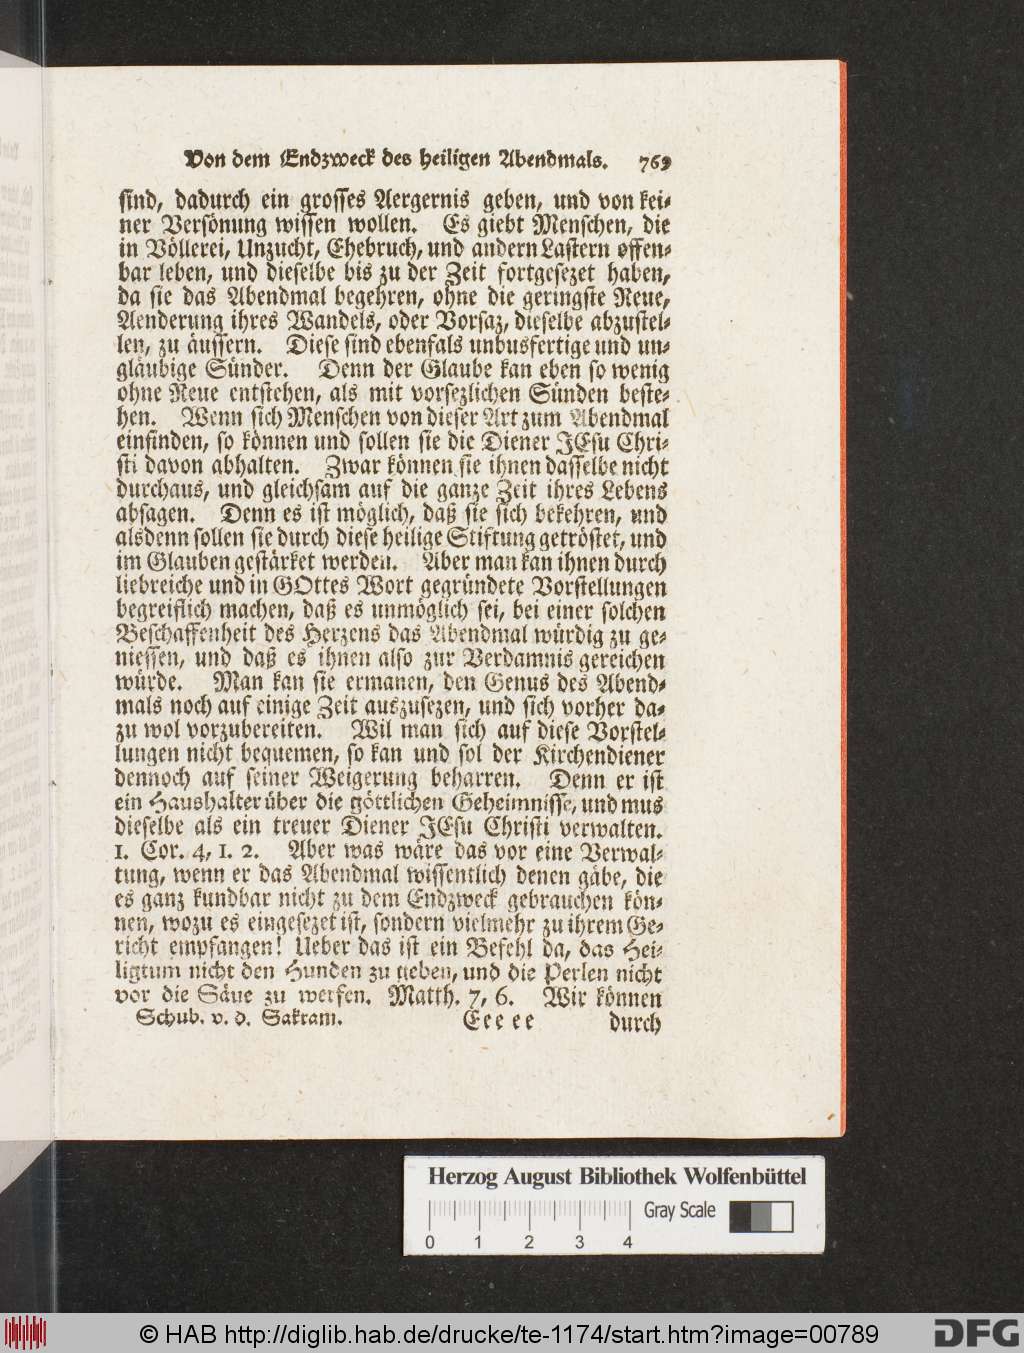 Von dem Endzweck des heiligen Abendmals. 769
sind, dadurch ein grosses Aergernis geben, und von kei-
ner Versönung wissen wollen. Es giebt Menschen, die
in Völlerei, Unzucht, Ehebruch, und andern Lastern offen-
bar leben, und dieselbe bis zu der Zeit fortgesezet haben,
da sie das Abendmal begehren, ohne die geringste Reue,
Aenderung ihres Wandels, oder Vorsaz, dieselbe abzustel-
len, zu äussern. Diese sind ebenfals unbusfertige und un-
gläubige Sünder. Denn der Glaube kan eben so wenig
ohne Reue entstehen, als mit vorsezlichen Sünden beste-
hen. Wenn sich Menschen von dieser Art zum Abendmal
einfinden, so können und sollen sie die Diener JEsu Chri-
sti davon abhalten. Zwar können sie ihnen dasselbe nicht
durchaus, und gleichsam auf die ganze Zeit ihres Lebens
absagen. Denn es ist möglich, daß sie sich bekehren, und
alsdenn sollen sie durch diese heilige Stiftung getröstet, und
im Glauben gestärket werden. Aber man kan ihnen durch
liebreiche und in GOttes Wort gegründete Vorstellungen
begreiflich machen, daß es unmöglich sei, bei einer solchen
Beschaffenheit des Herzens das Abendmal würdig zu ge-
niessen, und daß es ihnen also zur Verdamnis gereichen
würde. Man kan sie ermanen, den Genus des Abend-
mals noch auf einige Zeit auszusezen, und sich vorher da-
zu wol vorzubereiten. Wil man sich auf diese Vorstel-
lungen nicht bequemen, so kan und sol der Kirchendiener
dennoch auf seiner Weigerung beharren. Denn er ist
ein Haushalter über die göttlichen Geheimnisse, und mus
dieselbe als ein treuer Diener JEsu Christi verwalten.
1. Cor. 4, 1. 2. Aber was wäre das vor eine Verwal-
tung, wenn er das Abendmal wissentlich denen gäbe, die
es ganz kundbar nicht zu dem Endzweck gebrauchen kön-
nen, wozu es eingesezet ist, sondern vielmehr zu ihrem Ge-
richt empfangen! Ueber das ist ein Befehl da, das Hei-
ligtum nicht den Hunden zu geben, und die Perlen nicht
vor die Säue zu werfen. Matth. 7, 6. Wir können
Schub. v. d. Sakram. Eee ee durch
Herzog August Bibliothek Wolfenbüttel
Gray Scale
0 1 2 3 4
© HAB http://diglib.hab.de/drucke/te-1174/start.htm?image=00789
DFG